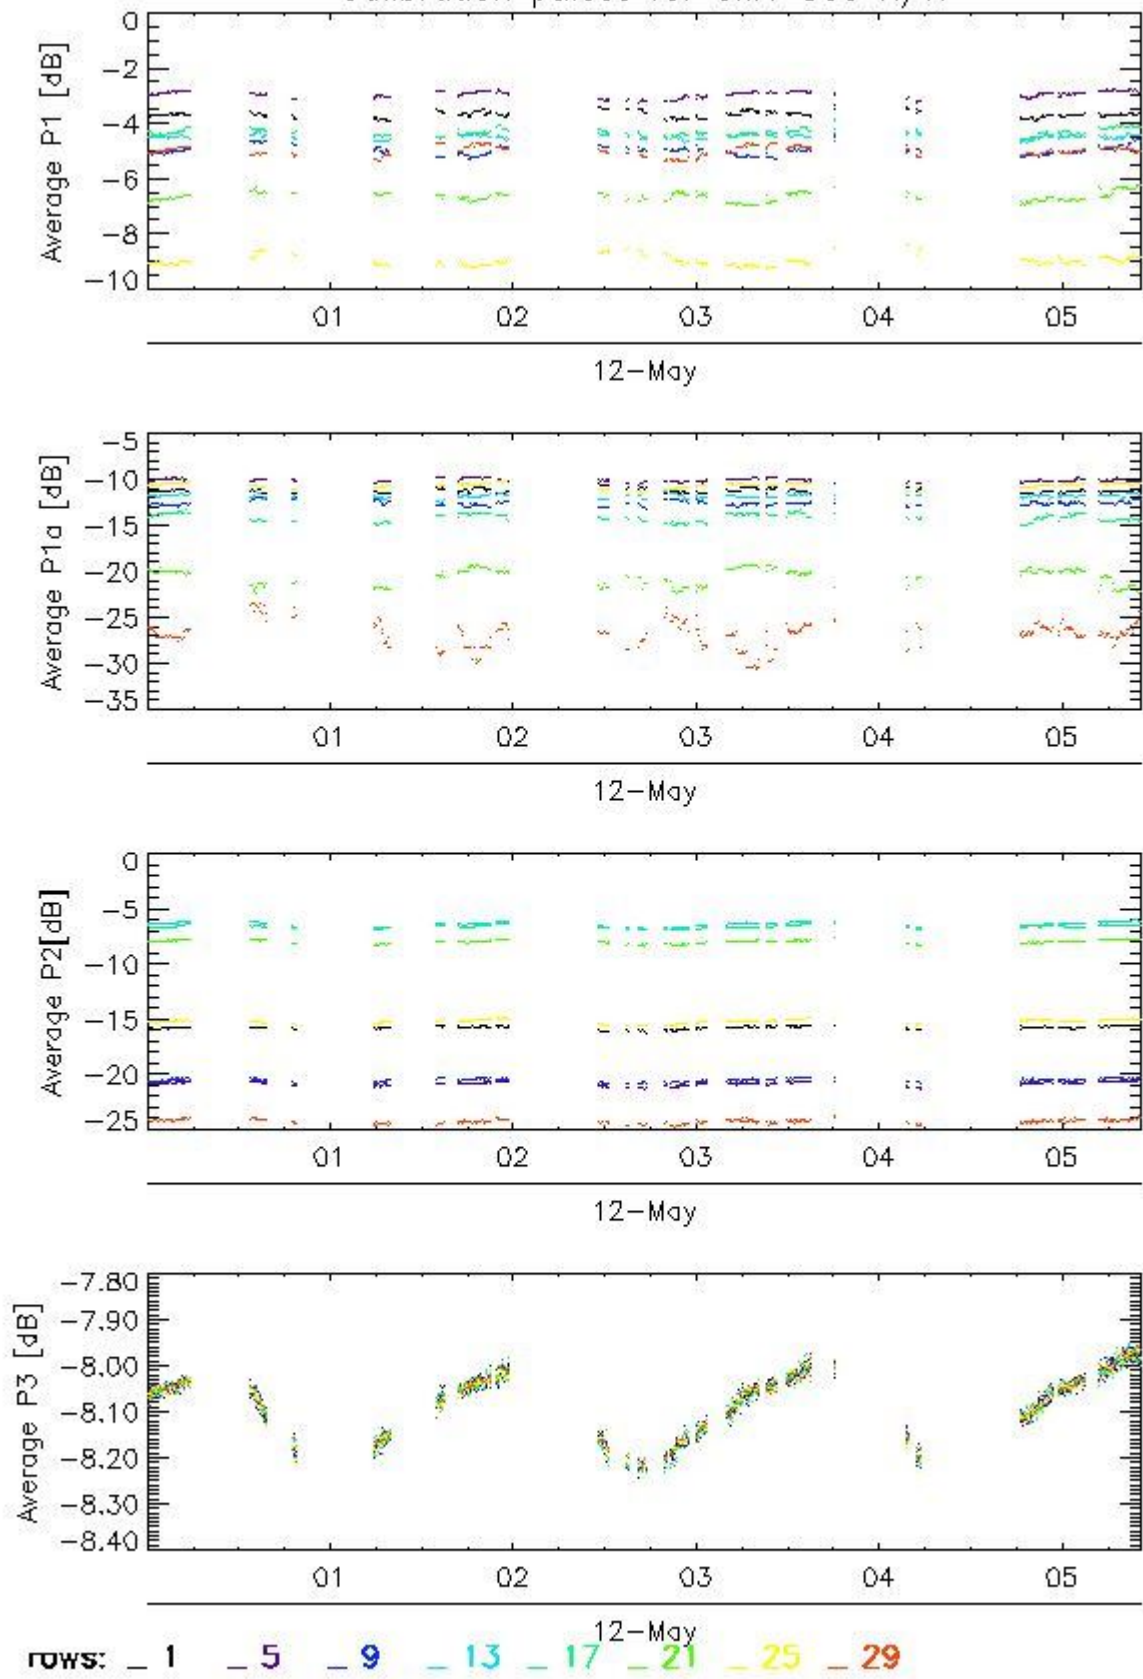 0
-2
-4
-6
-8
-10
Average P1 [dB]
01 02 03 04 05
12-May
-5
-10
-15
-20
-25
-30
-35
Average P1a [dB]
01 02 03 04 05
12-May
0
-5
-10
-15
-20
-25
Average P2[dB]
01 02 03 04 05
12-May
-7.80
-7.90
-8.00
-8.10
-8.20
-8.30
-8.40
Average P3 [dB]
01 02 03 04 05
12-May
rows: _ 1 _ 5 _ 9 _ 13 _ 17 _ 21 _ 25 _ 29